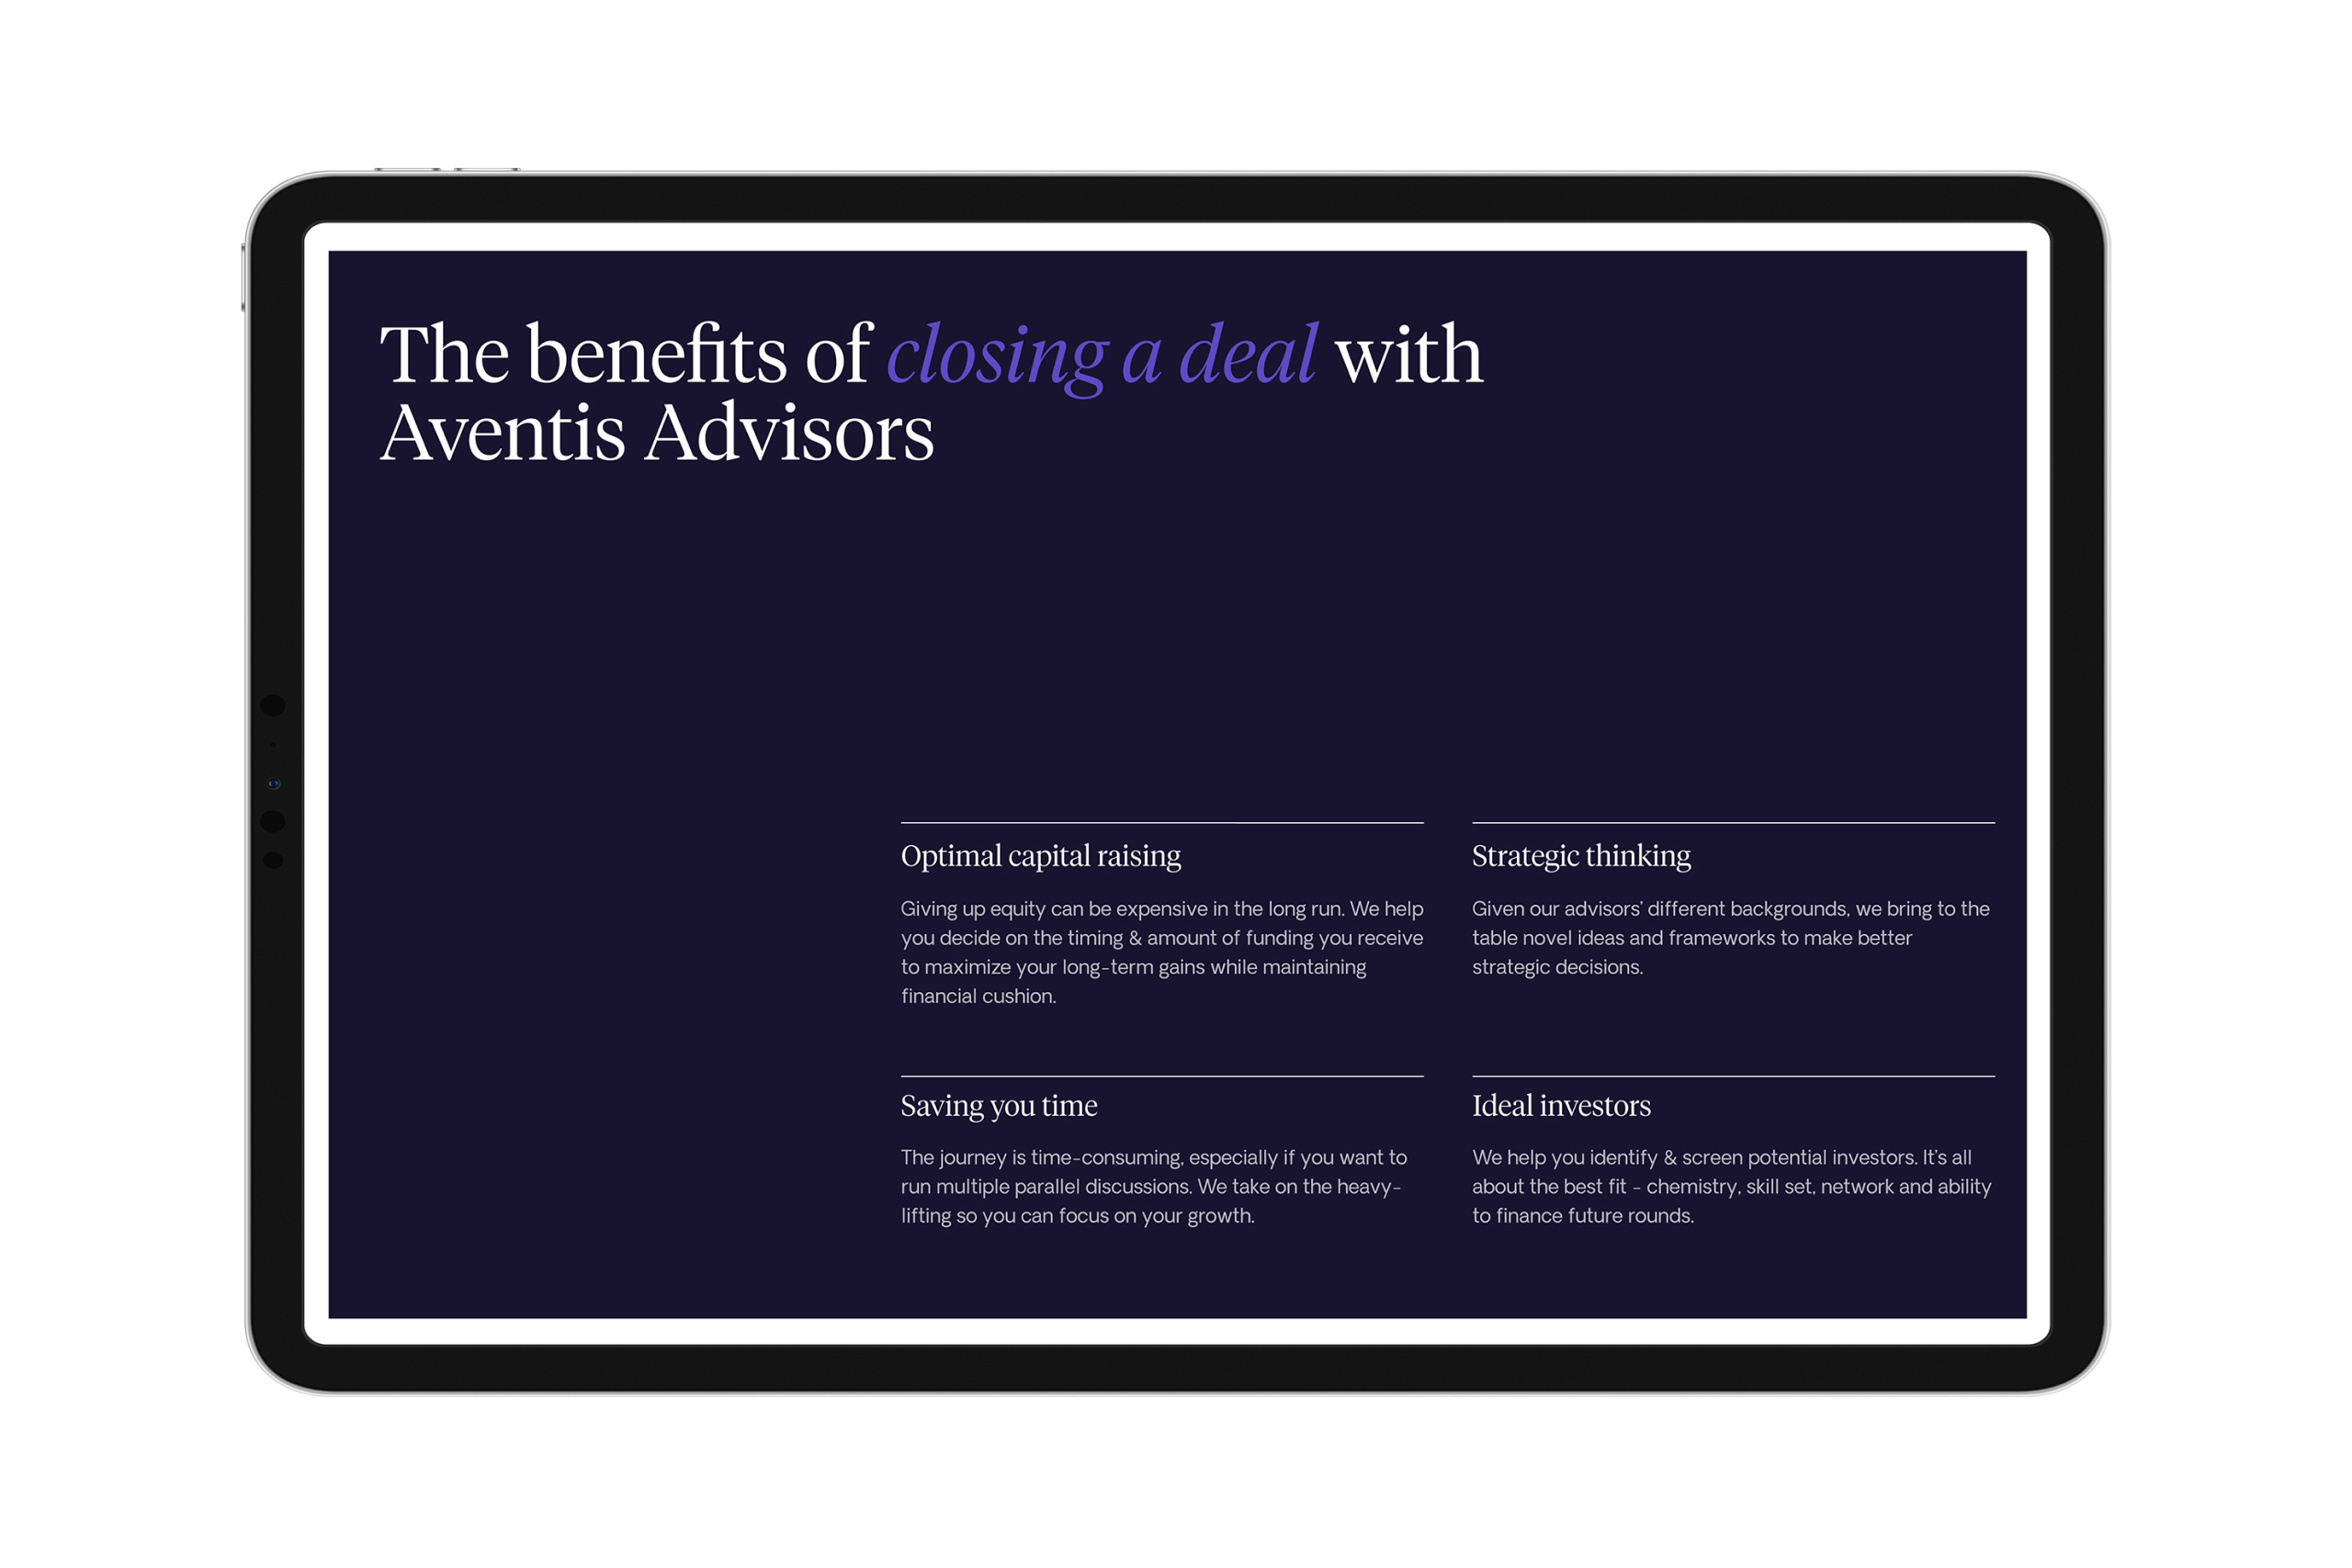 The benefits of closing a deal with
Aventis Advisors
Optimal capital raising
Giving up equity can be expensive in the long run. We help
you decide on the timing & amount of funding you receive
to maximize your long-term gains while maintaining
financial cushion.
Strategic thinking
Given our advisors’ different backgrounds, we bring to the
table novel ideas and frameworks to make better
strategic decisions.
Saving you time
The journey is time-consuming, especially if you want to
run multiple parallel discussions. We take on the heavy-
lifting so you can focus on your growth.
Ideal investors
We help you identify & screen potential investors. It’s all
about the best fit - chemistry, skill set, network and ability
to finance future rounds.